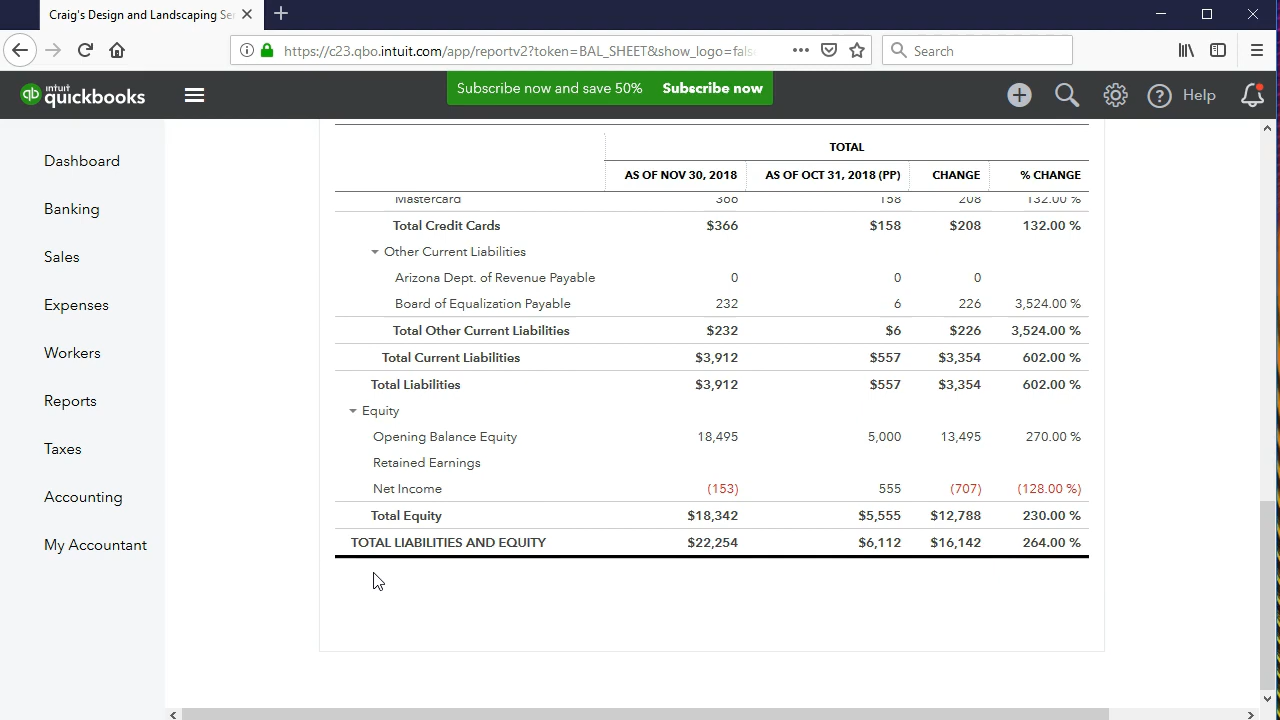 Craig's Design and Landscaping Se
https://c23.qbo.intuit.com/app/reportv2?token=BAL_SHEET&show_logo=fals
Search
intuit quickbooks
Subscribe now and save 50% Subscribe now
Help
Dashboard
Banking
Sales
Expenses
Workers
Reports
Taxes
Accounting
My Accountant
TOTAL
AS OF NOV 30, 2018 AS OF OCT 31, 2018 (PP) CHANGE % CHANGE
Mastercard 366 158 208 132.00 %
Total Credit Cards $366 $158 $208 132.00 %
Other Current Liabilities
Arizona Dept. of Revenue Payable 0 0 0
Board of Equalization Payable 232 6 226 3,524.00 %
Total Other Current Liabilities $232 $6 $226 3,524.00 %
Total Current Liabilities $3,912 $557 $3,354 602.00 %
Total Liabilities $3,912 $557 $3,354 602.00 %
Equity
Opening Balance Equity 18,495 5,000 13,495 270.00 %
Retained Earnings
Net Income (153) 555 (707) (128.00 %)
Total Equity $18,342 $5,555 $12,788 230.00 %
TOTAL LIABILITIES AND EQUITY $22,254 $6,112 $16,142 264.00 %